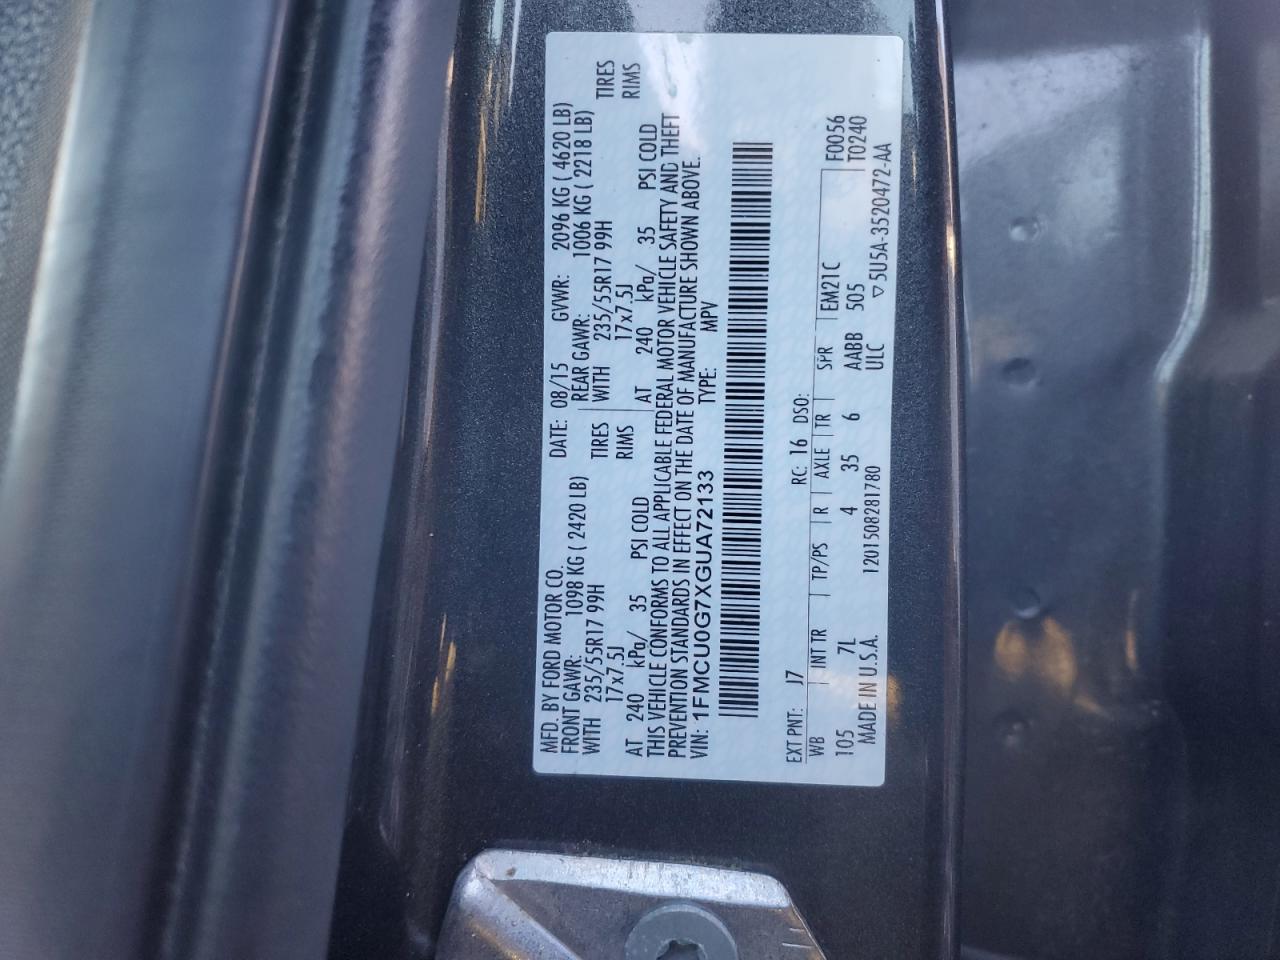 MFD. BY FORD MOTOR CO. DATE: 08/15 GVWR: 2096 KG ( 4620 LB)
FRONT GAWR: 1098 KG ( 2420 LB) REAR GAWR: 1006 KG ( 2218 LB)
WITH 235/55R17 99H TIRES WITH 235/55R17 99H TIRES
17x7.5J RIMS 17x7.5J RIMS
AT 240 kPa/ 35 PSI COLD AT 240 kPa/ 35 PSI COLD
THIS VEHICLE CONFORMS TO ALL APPLICABLE FEDERAL MOTOR VEHICLE SAFETY AND THEFT
PREVENTION STANDARDS IN EFFECT ON THE DATE OF MANUFACTURE SHOWN ABOVE.
VIN: 1FMCU0G7XGUA72133 TYPE: MPV
EXT PNT: J7 RC: 16 DSO:
WB INT TR TP/PS R AXLE TR SPR EM21C F0056
105 7L 4 35 6 AABB 505 T0240
MADE IN U.S.A. 1201508281780 ULC ▽5U5A-3520472-AA